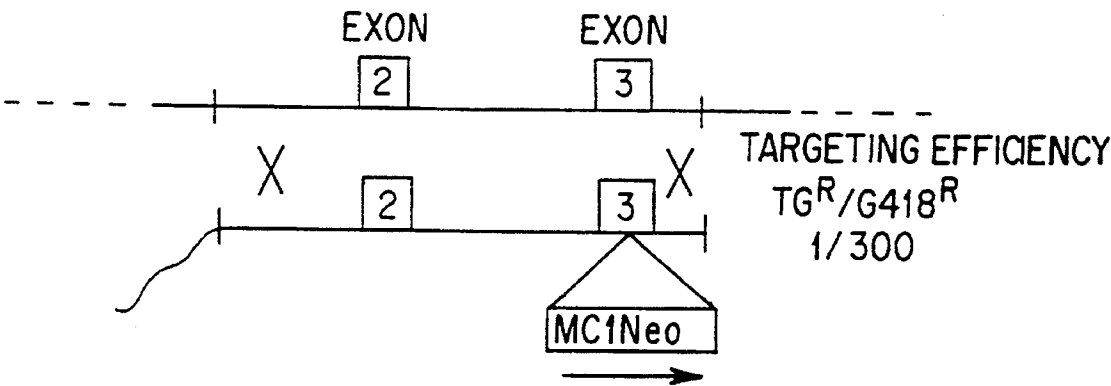 EXON EXON
2 3
TARGETING EFFICIENCY
2 3
TG^R/G418^R
1/300
MC1Neo